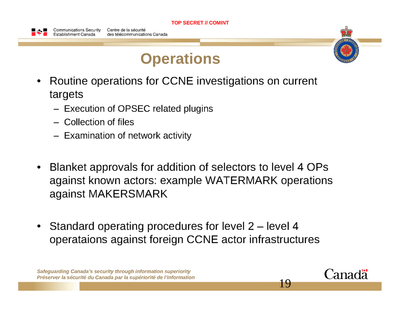 TOP SECRET // COMINT
Communications Security Centre de la sécurité
Establishment Canada des télécommunications Canada
Operations
• Routine operations for CCNE investigations on current
targets
– Execution of OPSEC related plugins
– Collection of files
– Examination of network activity
• Blanket approvals for addition of selectors to level 4 OPs
against known actors: example WATERMARK operations
against MAKERSMARK
• Standard operating procedures for level 2 – level 4
operataions against foreign CCNE actor infrastructures
Safeguarding Canada's security through information superiority
Préserver la sécurité du Canada par la supériorité de l'information
Canada
19